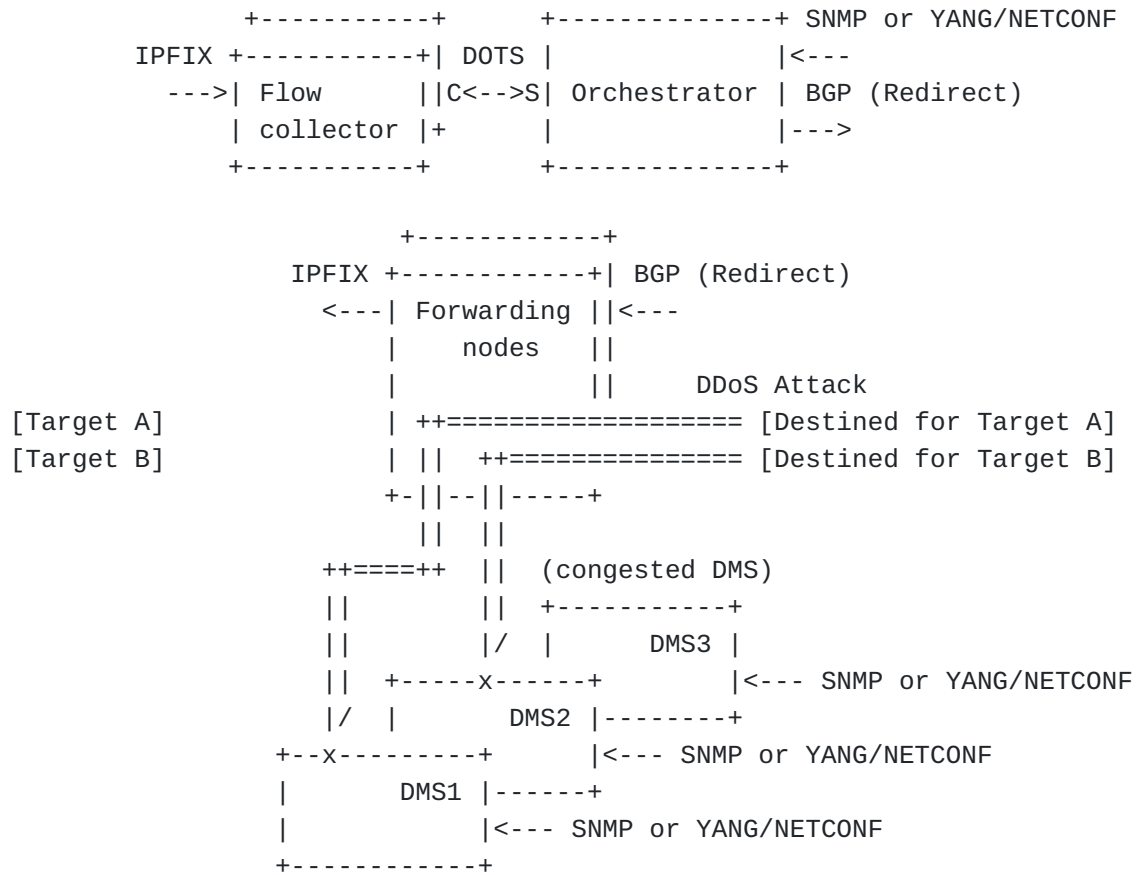 +-----------+      +---------------+ SNMP or YANG/NETCONF
     IPFIX +-----------+| DOTS |               |<---
       --->| Flow      ||C<-->S| Orchestrator  | BGP (Redirect)
           | collector |+      |               |--->
           +-----------+       +---------------+

                      +------------+
               IPFIX +------------+| BGP (Redirect)
                 <---| Forwarding ||<---
                     |    nodes   ||
                     |            ||     DDoS Attack
[Target A]           | ++=================== [Destined for Target A]
[Target B]           | ||  ++=============== [Destined for Target B]
                     +-||--||-----+
                       ||  ||
                 ++====++  ||  (congested DMS)
                 ||        ||  +-----------+
                 ||        |/  |      DMS3 |
                 ||  +-----x------+        |<--- SNMP or YANG/NETCONF
                 |/  |       DMS2 |--------+
              +--x---------+      |<--- SNMP or YANG/NETCONF
              |       DMS1 |------+
              |            |<--- SNMP or YANG/NETCONF
              +------------+